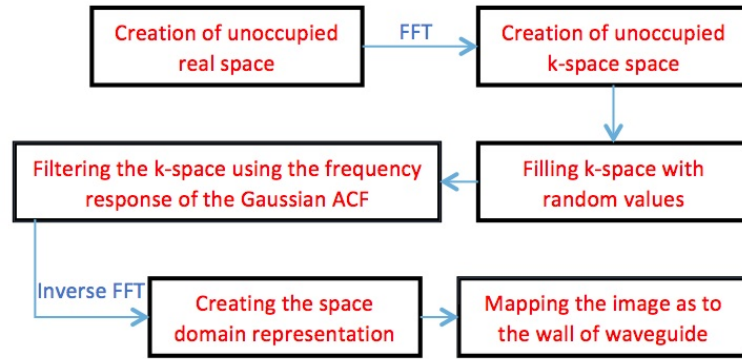 Creation of unoccupied
real space
FFT
Creation of unoccupied
k-space space
Filling k-space with
random values
Filtering the k-space using the frequency
response of the Gaussian ACF
Inverse FFT
Creating the space
domain representation
Mapping the image as to
the wall of waveguide